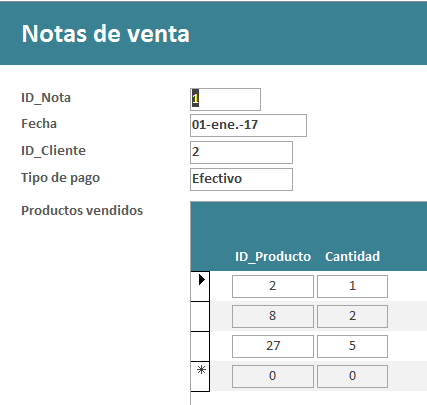 Notas de venta
ID_Nota 1
Fecha 01-ene.-17
ID_Cliente 2
Tipo de pago Efectivo
Productos vendidos
ID_Producto Cantidad
2 1
8 2
27 5
* 0 0